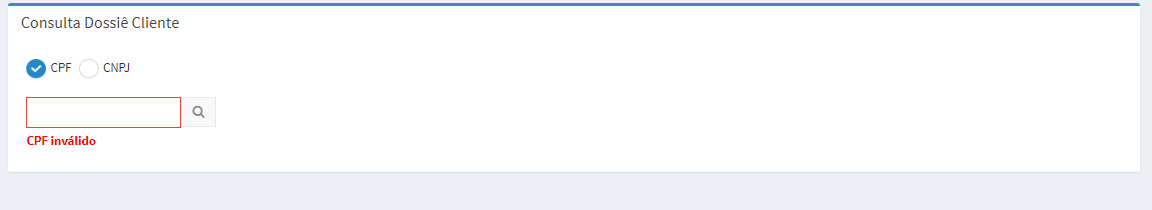 Consulta Dossiê Cliente
CPF CNPJ
CPF inválido